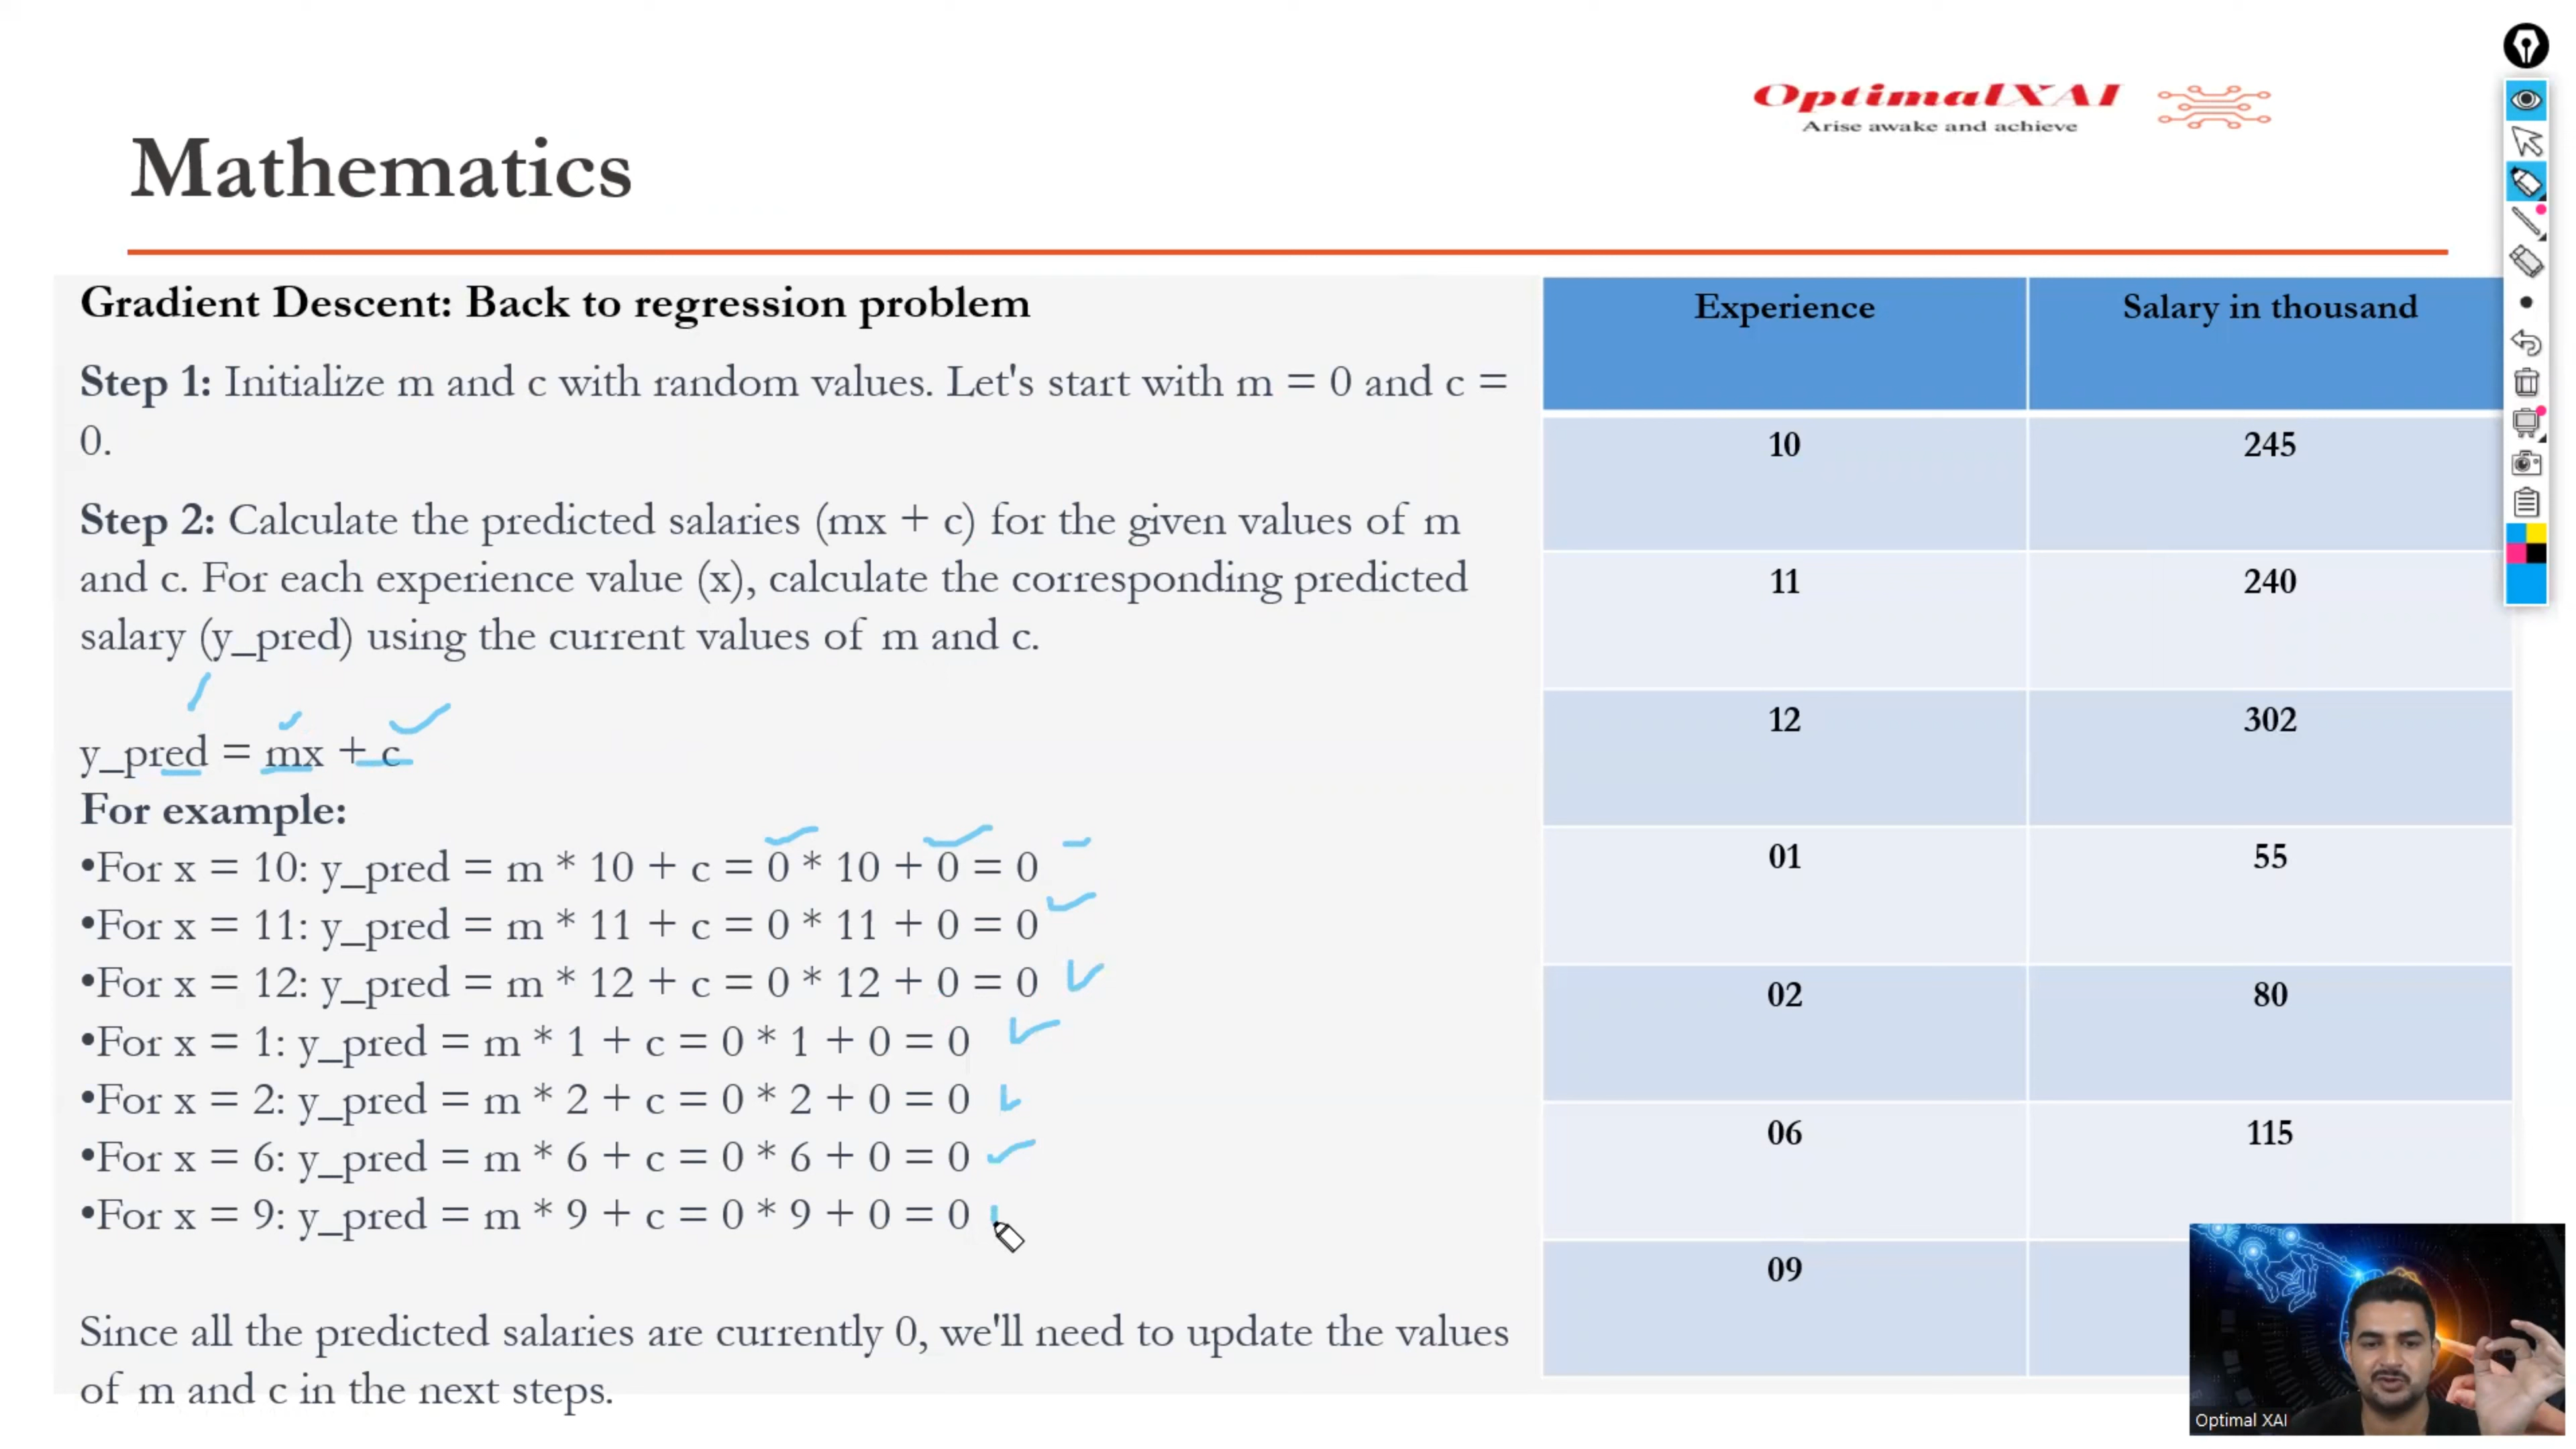 OptimalXAI
Arise awake and achieve
Mathematics
Gradient Descent: Back to regression problem
Step 1: Initialize m and c with random values. Let's start with m = 0 and c =
0.
Step 2: Calculate the predicted salaries (mx + c) for the given values of m
and c. For each experience value (x), calculate the corresponding predicted
salary (y_pred) using the current values of m and c.
y_pred = mx + c
For example:
•For x = 10: y_pred = m * 10 + c = 0 * 10 + 0 = 0
•For x = 11: y_pred = m * 11 + c = 0 * 11 + 0 = 0
•For x = 12: y_pred = m * 12 + c = 0 * 12 + 0 = 0
•For x = 1: y_pred = m * 1 + c = 0 * 1 + 0 = 0
•For x = 2: y_pred = m * 2 + c = 0 * 2 + 0 = 0
•For x = 6: y_pred = m * 6 + c = 0 * 6 + 0 = 0
•For x = 9: y_pred = m * 9 + c = 0 * 9 + 0 = 0
Since all the predicted salaries are currently 0, we'll need to update the values
of m and c in the next steps.
Experience Salary in thousand
10 245
11 240
12 302
01 55
02 80
06 115
09
Optimal XAI